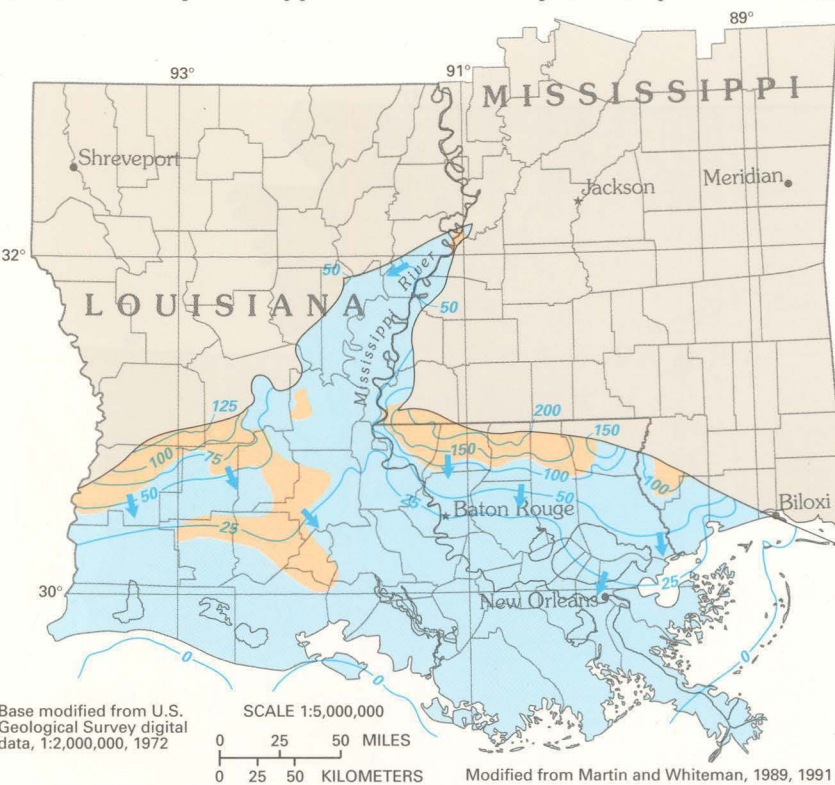 89°
93°
91°
MISSISSIPPI
Shreveport
Jackson
Meridian
32°
50
LOUISIANA
Mississippi River
50
125
200
150
100
75
150
100
100
50
50
25
Baton Rouge
Biloxi
25
30°
25
New Orleans
0
0
0
Base modified from U.S.
Geological Survey digital
data, 1:2,000,000, 1972
SCALE 1:5,000,000
0 25 50 MILES
0 25 50 KILOMETERS
Modified from Martin and Whiteman, 1989, 1991